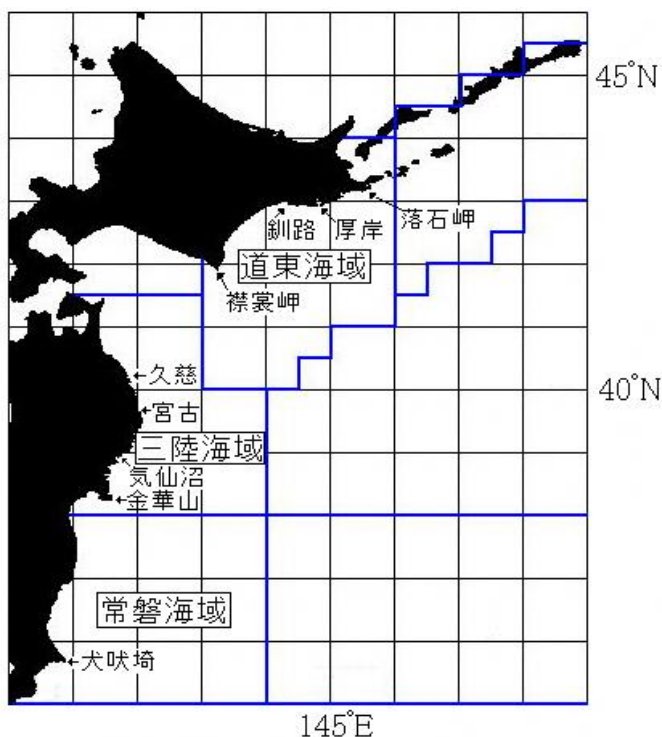 45°N
落石岬
釧路
厚岸
道東海域
襟裳岬
久慈
40°N
宮古
三陸海域
気仙沼
金華山
常磐海域
犬吠埼
145°E